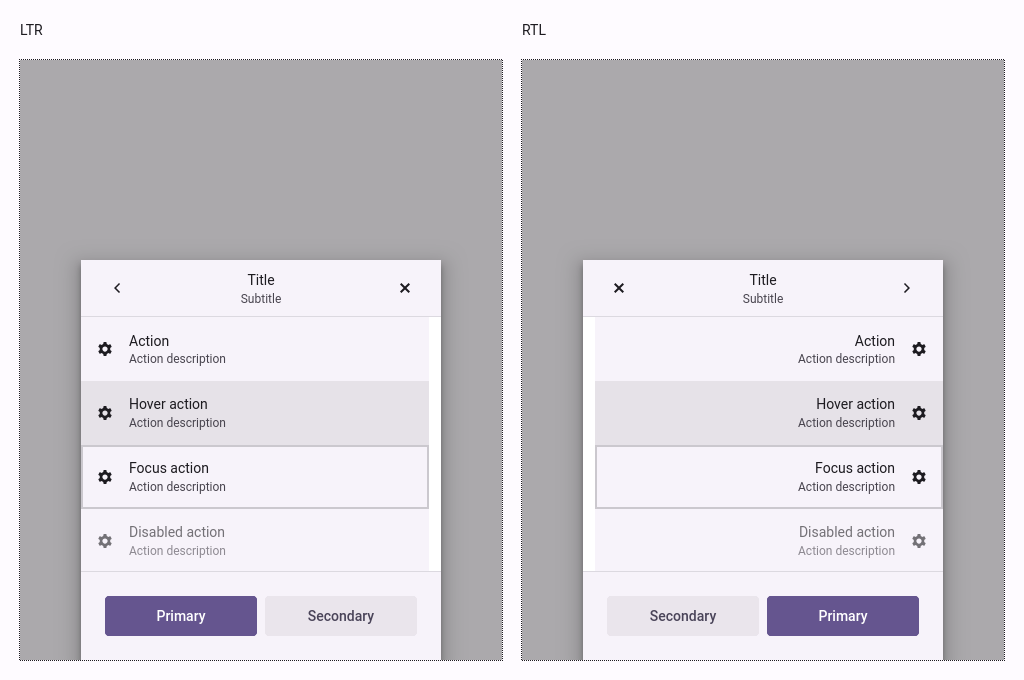 LTR
Title
Subtitle
Action
Action description
Hover action
Action description
Focus action
Action description
Disabled action
Action description
Primary
Secondary
RTL
Title
Subtitle
Action
Action description
Hover action
Action description
Focus action
Action description
Disabled action
Action description
Secondary
Primary